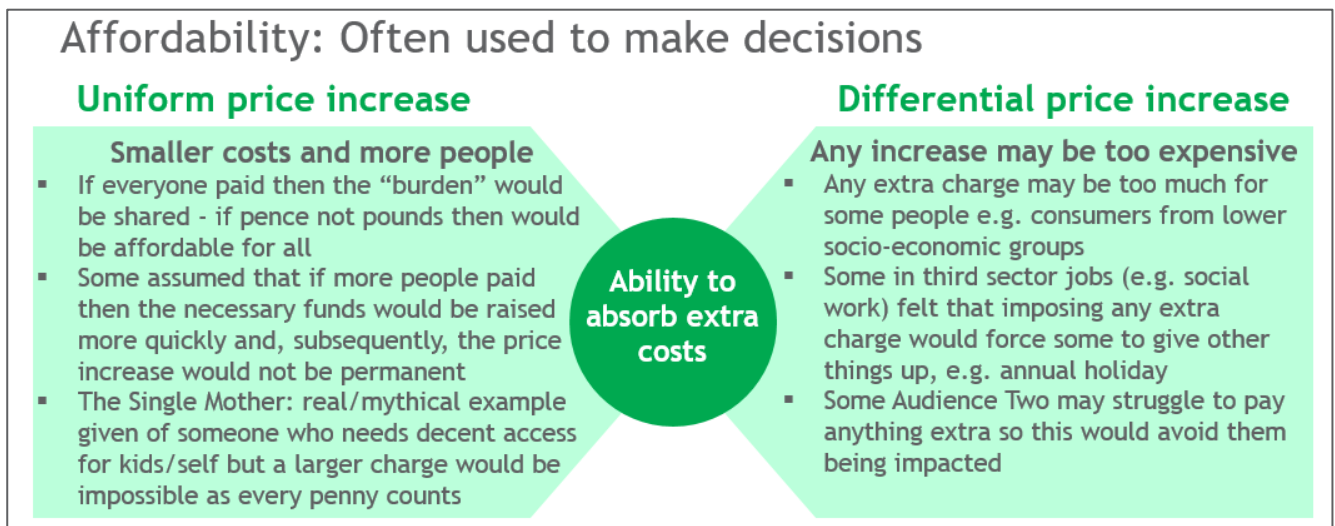 Affordability: Often used to make decisions
Uniform price increase
Smaller costs and more people
▪ If everyone paid then the “burden” would
be shared - if pence not pounds then would
be affordable for all
▪ Some assumed that if more people paid
then the necessary funds would be raised
more quickly and, subsequently, the price
increase would not be permanent
▪ The Single Mother: real/mythical example
given of someone who needs decent access
for kids/self but a larger charge would be
impossible as every penny counts
Ability to
absorb extra
costs
Differential price increase
Any increase may be too expensive
▪ Any extra charge may be too much for
some people e.g. consumers from lower
socio-economic groups
▪ Some in third sector jobs (e.g. social
work) felt that imposing any extra
charge would force some to give other
things up, e.g. annual holiday
▪ Some Audience Two may struggle to pay
anything extra so this would avoid them
being impacted